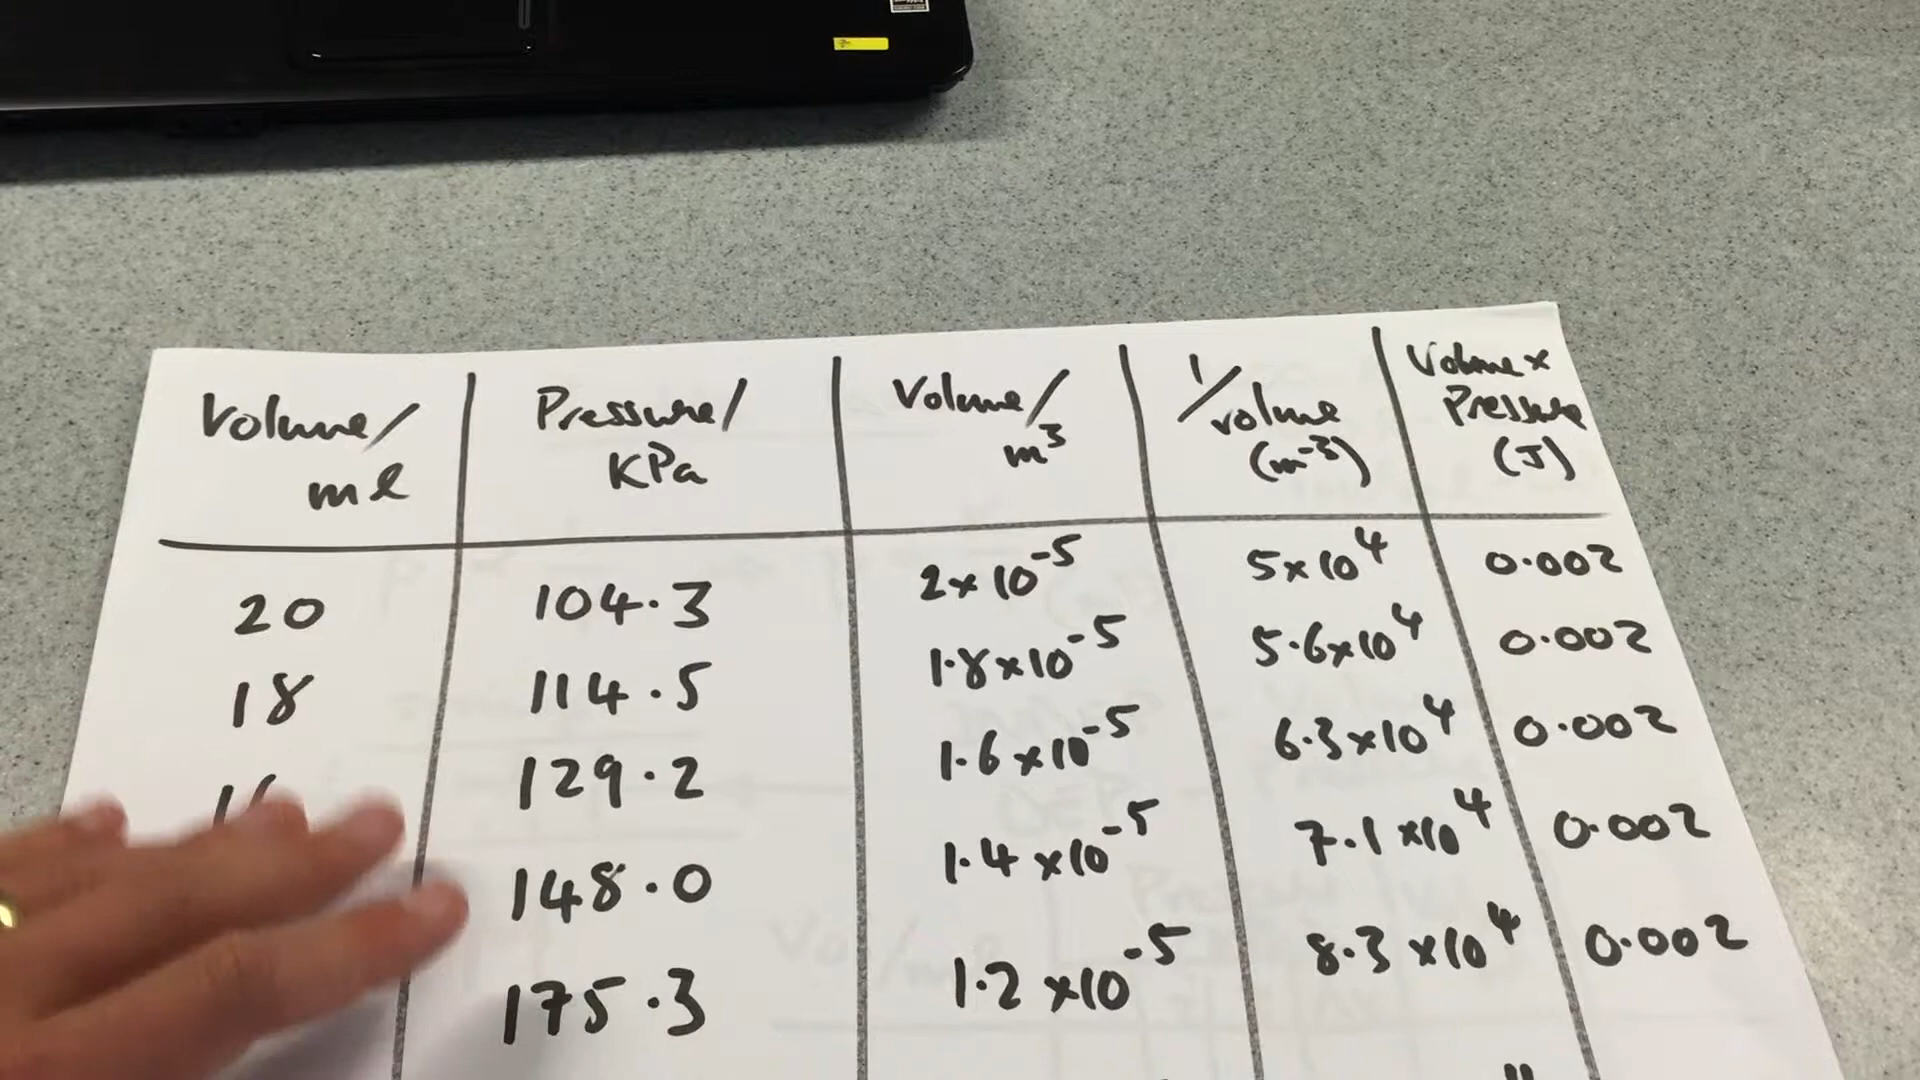 Volume/ ml Pressure/ KPa Volume/ m³ 1/volume (m⁻³) Volume × Pressure (J)
20 104.3 2×10⁻⁵ 5×10⁴ 0.002
18 114.5 1.8×10⁻⁵ 5.6×10⁴ 0.002
129.2 1.6×10⁻⁵ 6.3×10⁴ 0.002
148.0 1.4×10⁻⁵ 7.1×10⁴ 0.002
175.3 1.2×10⁻⁵ 8.3×10⁴ 0.002